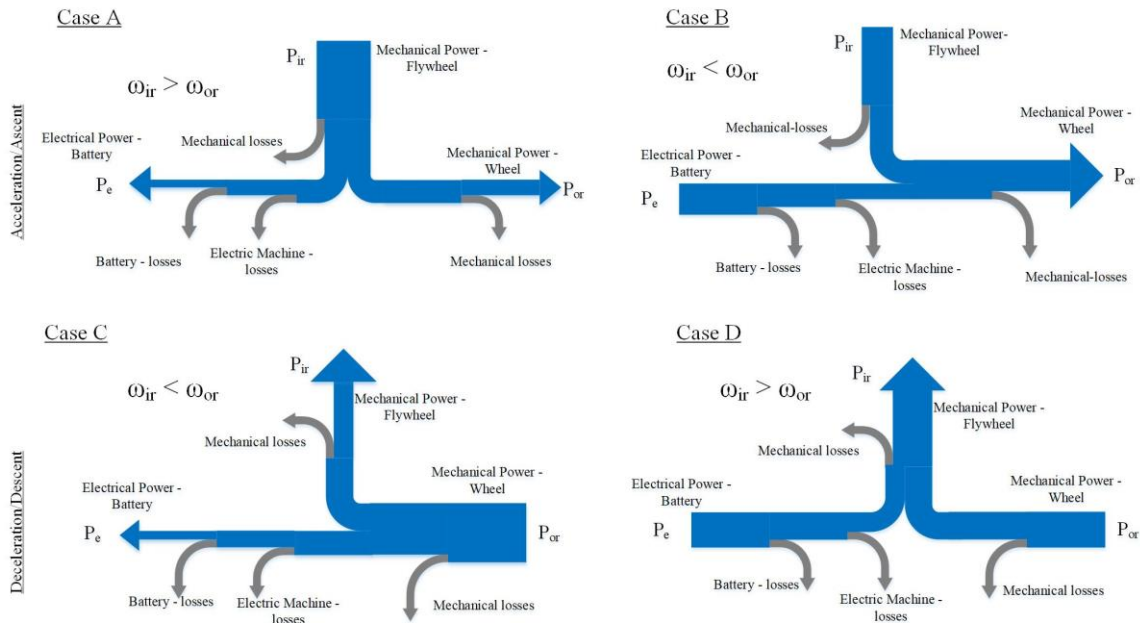 Case A
P_ir
Mechanical Power -
Flywheel
ω_ir > ω_or
Mechanical losses
Electrical Power -
Battery
Mechanical Power -
Wheel
P_e
P_or
Battery - losses
Electric Machine -
losses
Mechanical losses
Case B
P_ir
Mechanical Power-
Flywheel
ω_ir < ω_or
Mechanical-losses
Mechanical Power -
Wheel
Electrical Power -
Battery
P_or
P_e
Battery - losses
Electric Machine -
losses
Mechanical-losses
Acceleration/Ascent
Case C
P_ir
ω_ir < ω_or
Mechanical Power -
Flywheel
Mechanical losses
Mechanical Power -
Wheel
Electrical Power -
Battery
P_e
P_or
Battery - losses
Electric Machine -
losses
Mechanical losses
Case D
P_ir
ω_ir > ω_or
Mechanical Power -
Flywheel
Mechanical losses
Electrical Power -
Battery
Mechanical Power -
Wheel
P_e
P_or
Battery - losses
Electric Machine -
losses
Mechanical losses
Deceleration/Descent